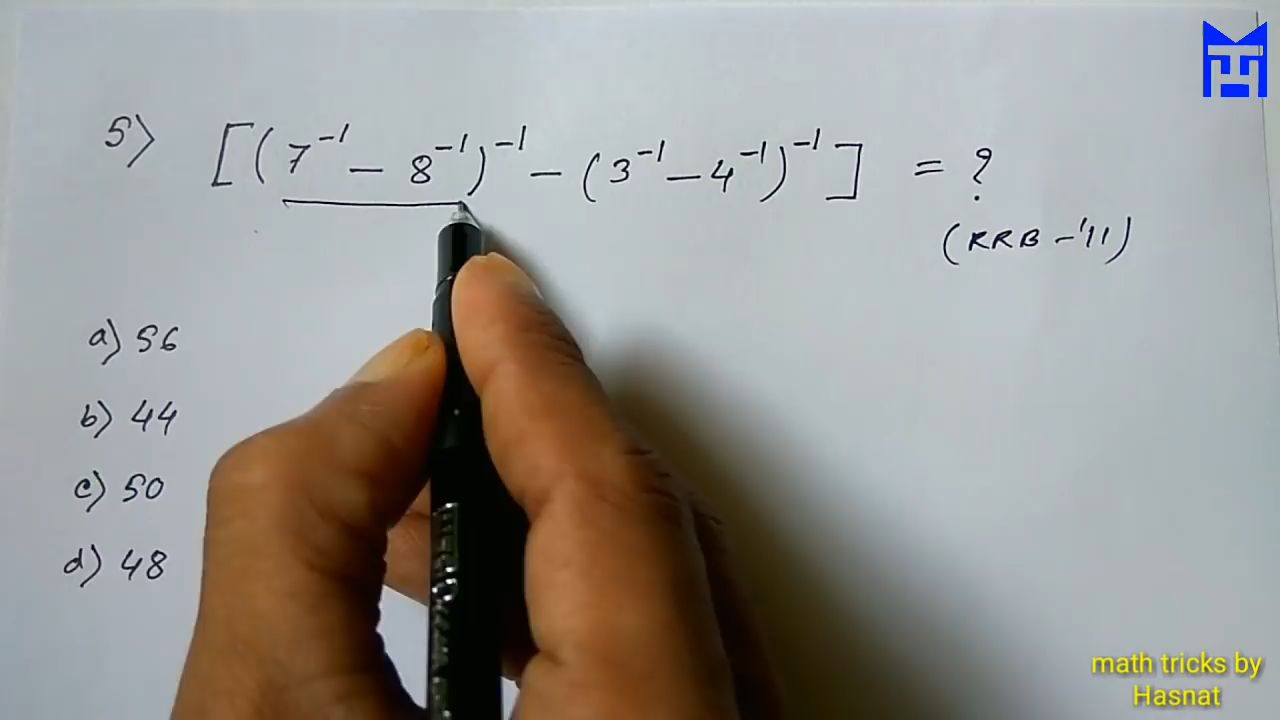 5) [(7⁻¹ – 8⁻¹)⁻¹ – (3⁻¹ – 4⁻¹)⁻¹] = ?
(RRB – '11)
a) 56
b) 44
c) 50
d) 48
math tricks by
Hasnat